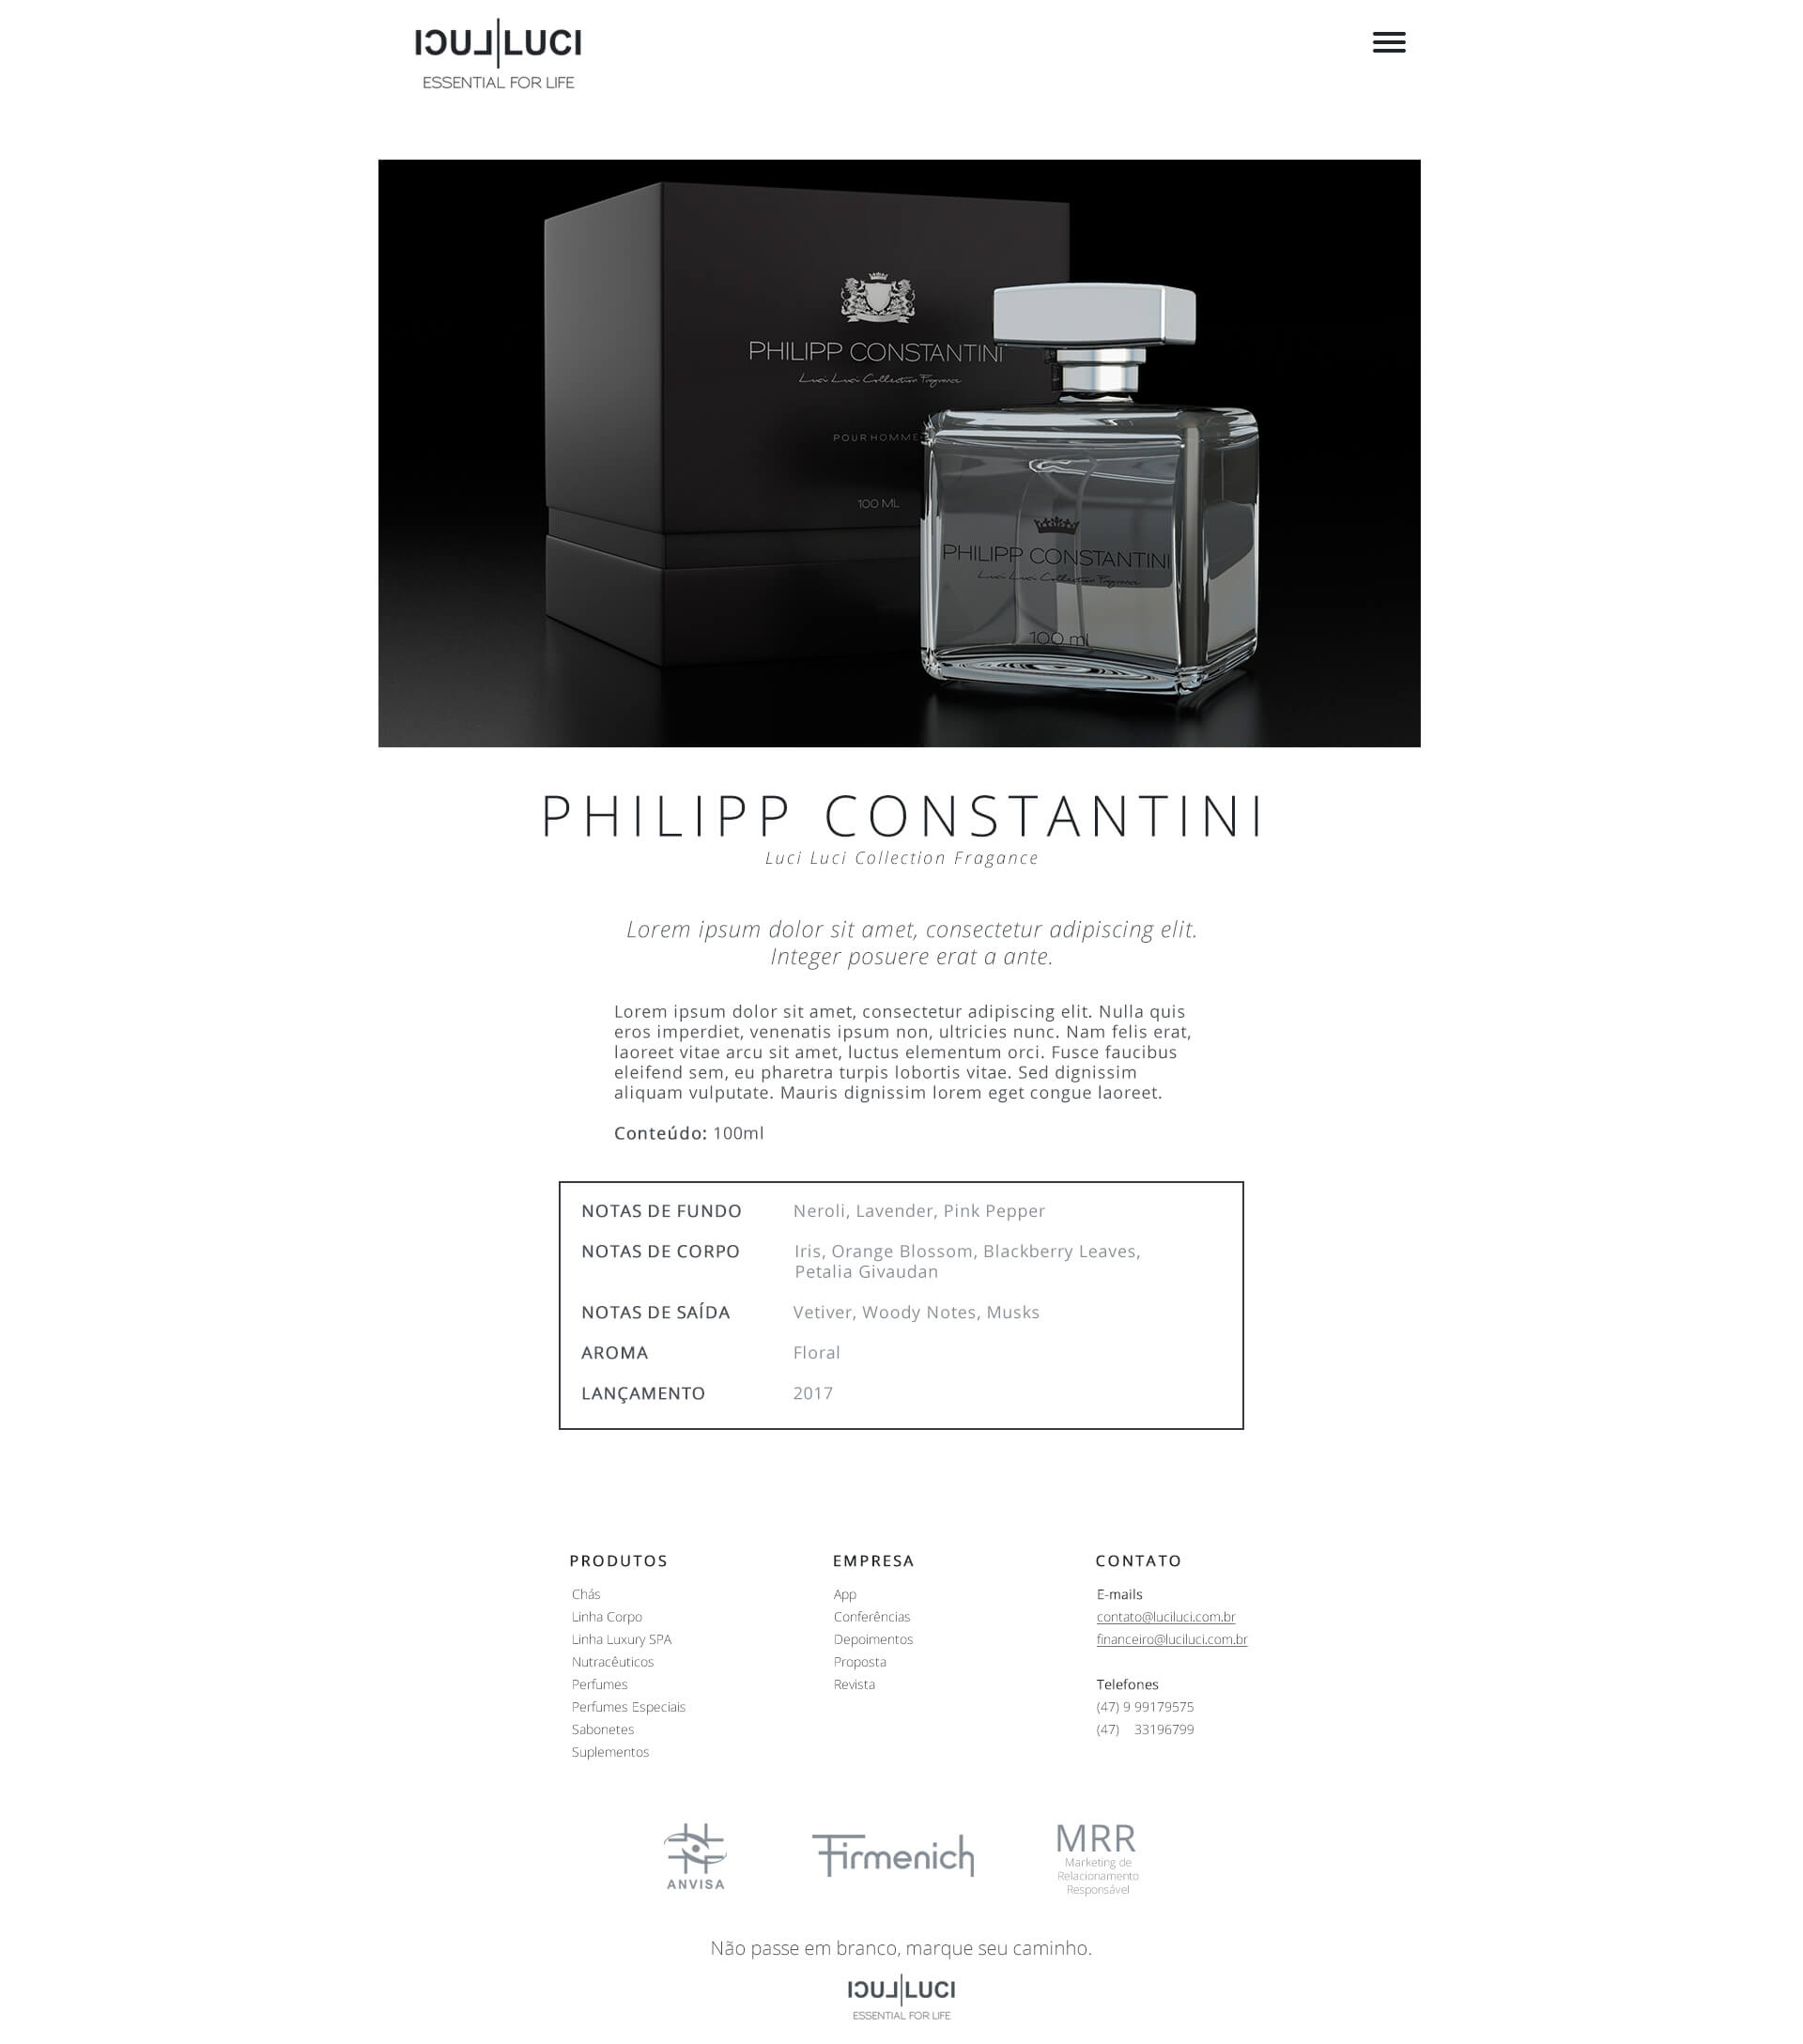 LUCI LUCI
ESSENTIAL FOR LIFE
PHILIPP CONSTANTINI
Luci Luci Collection Fragrance
POUR HOMME
100 ML
PHILIPP CONSTANTINI
Luci Luci Collection Fragrance
100 ml
PHILIPP CONSTANTINI
Luci Luci Collection Fragance
Lorem ipsum dolor sit amet, consectetur adipiscing elit.
Integer posuere erat a ante.
Lorem ipsum dolor sit amet, consectetur adipiscing elit. Nulla quis
eros imperdiet, venenatis ipsum non, ultricies nunc. Nam felis erat,
laoreet vitae arcu sit amet, luctus elementum orci. Fusce faucibus
eleifend sem, eu pharetra turpis lobortis vitae. Sed dignissim
aliquam vulputate. Mauris dignissim lorem eget congue laoreet.
Conteúdo: 100ml
NOTAS DE FUNDO Neroli, Lavender, Pink Pepper
NOTAS DE CORPO Iris, Orange Blossom, Blackberry Leaves,
Petalia Givaudan
NOTAS DE SAÍDA Vetiver, Woody Notes, Musks
AROMA Floral
LANÇAMENTO 2017
PRODUTOS
Chás
Linha Corpo
Linha Luxury SPA
Nutracêuticos
Perfumes
Perfumes Especiais
Sabonetes
Suplementos
EMPRESA
App
Conferências
Depoimentos
Proposta
Revista
CONTATO
E-mails
contato@luciluci.com.br
financeiro@luciluci.com.br
Telefones
(47) 9 99179575
(47) 33196799
ANVISA
Firmenich
MRR
Marketing de
Relacionamento
Responsável
Não passe em branco, marque seu caminho.
LUCI LUCI
ESSENTIAL FOR LIFE